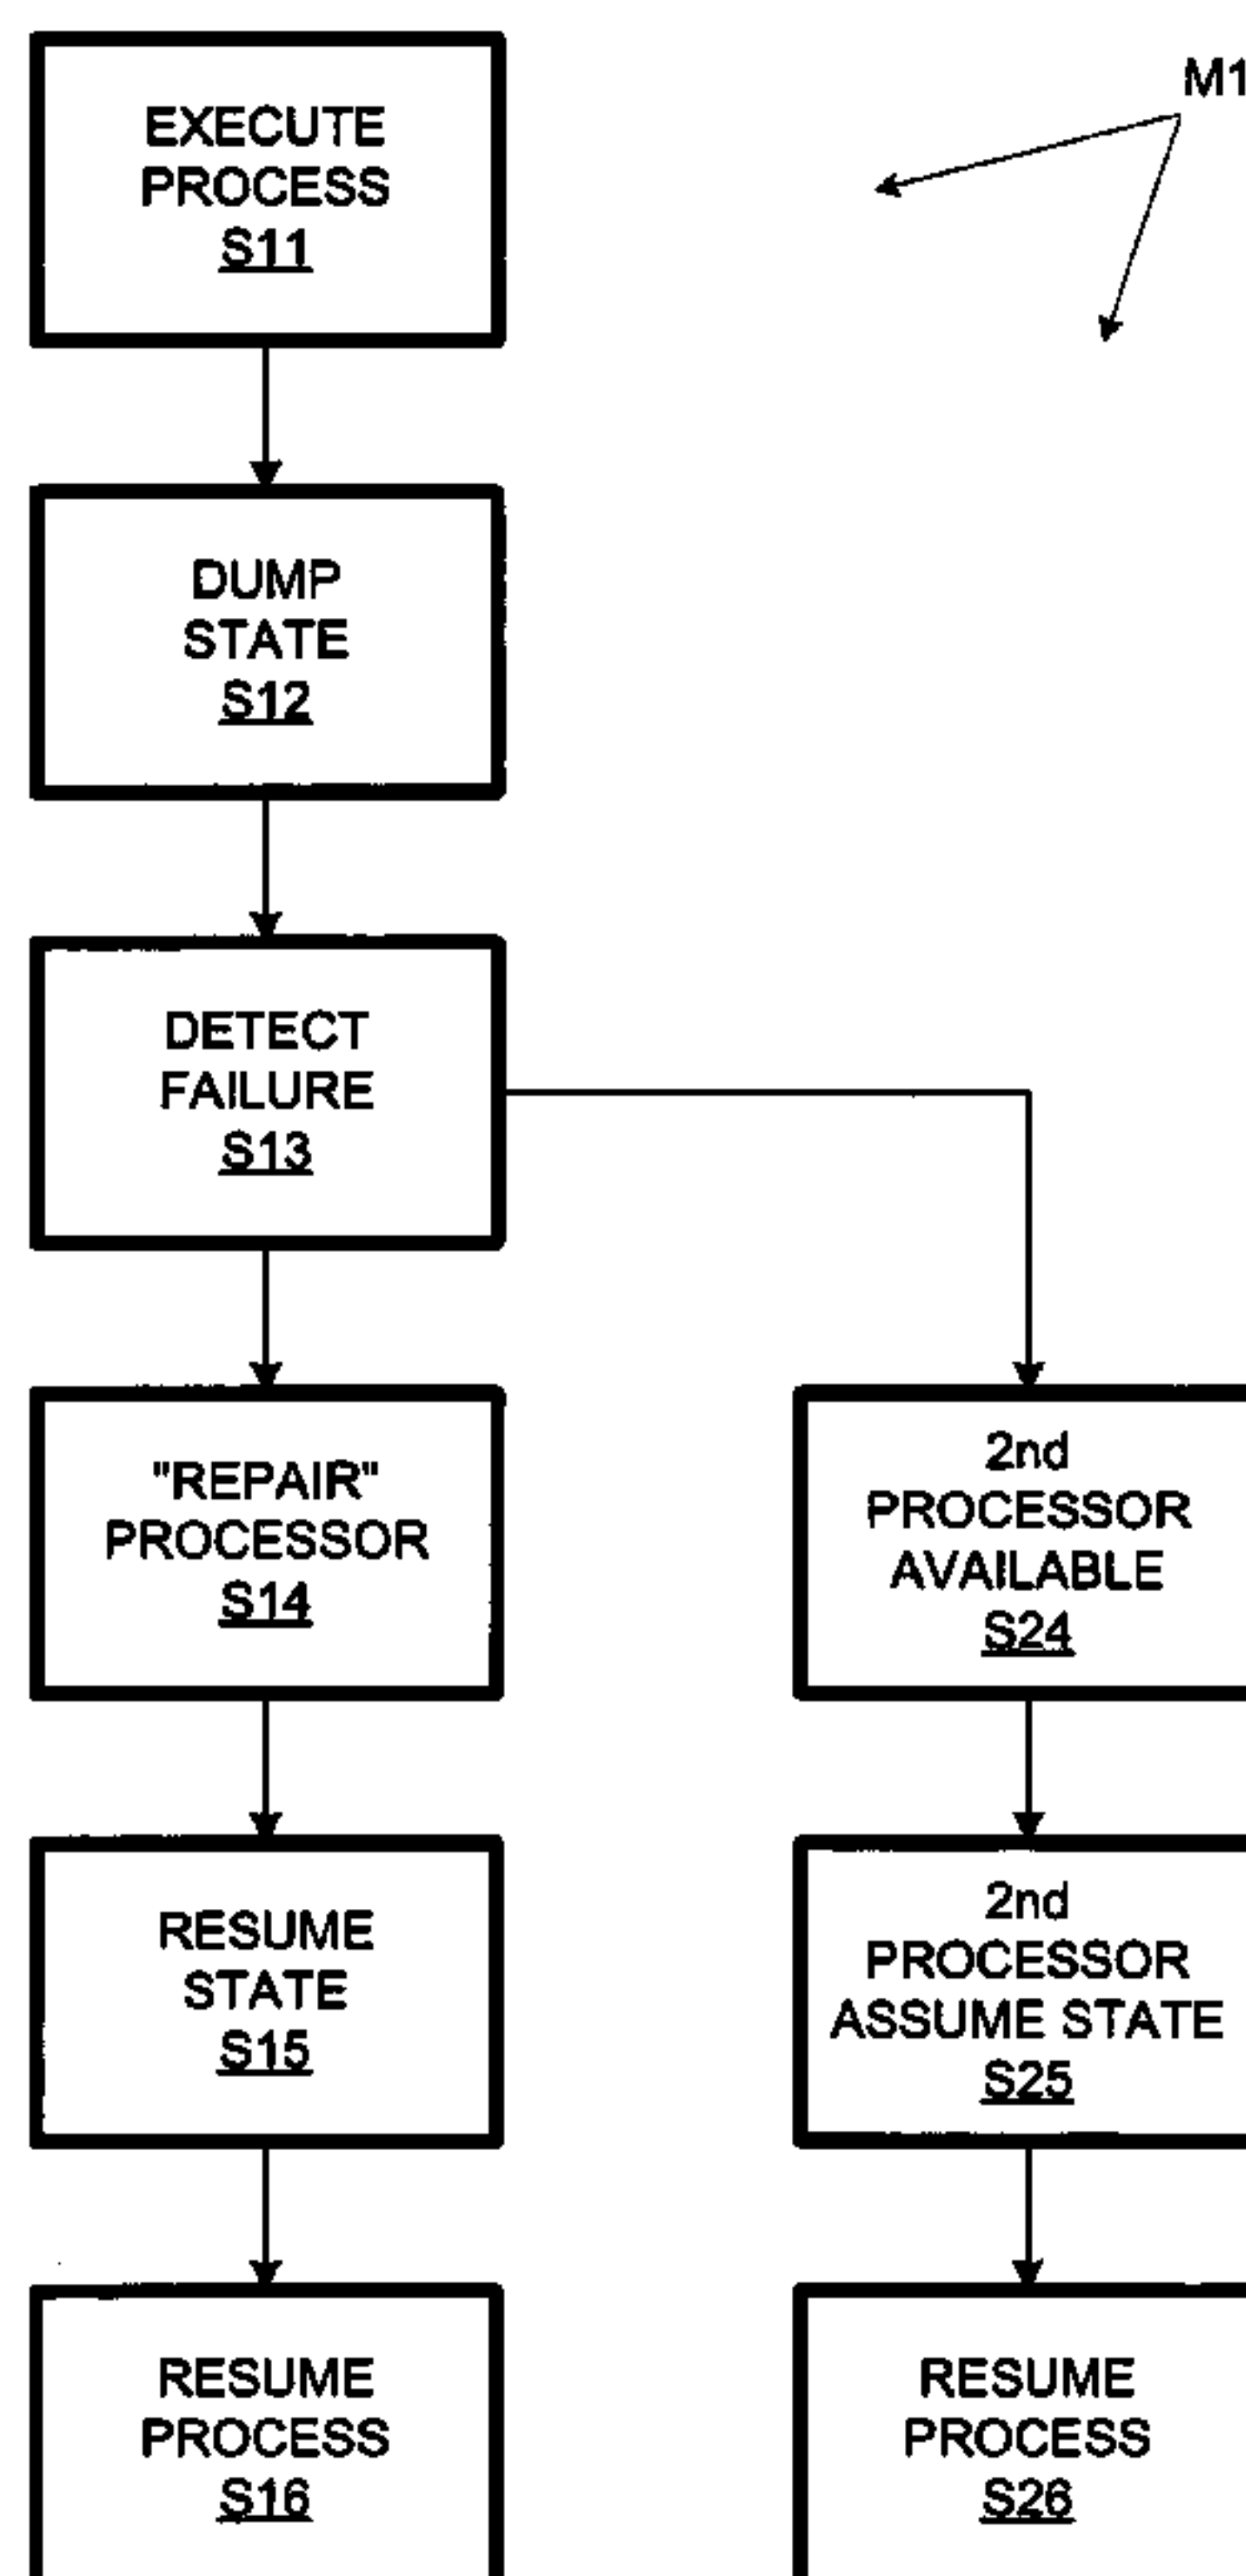 M1
EXECUTE
PROCESS
S11
DUMP
STATE
S12
DETECT
FAILURE
S13
"REPAIR"
PROCESSOR
S14
2nd
PROCESSOR
AVAILABLE
S24
RESUME
STATE
S15
2nd
PROCESSOR
ASSUME STATE
S25
RESUME
PROCESS
S16
RESUME
PROCESS
S26